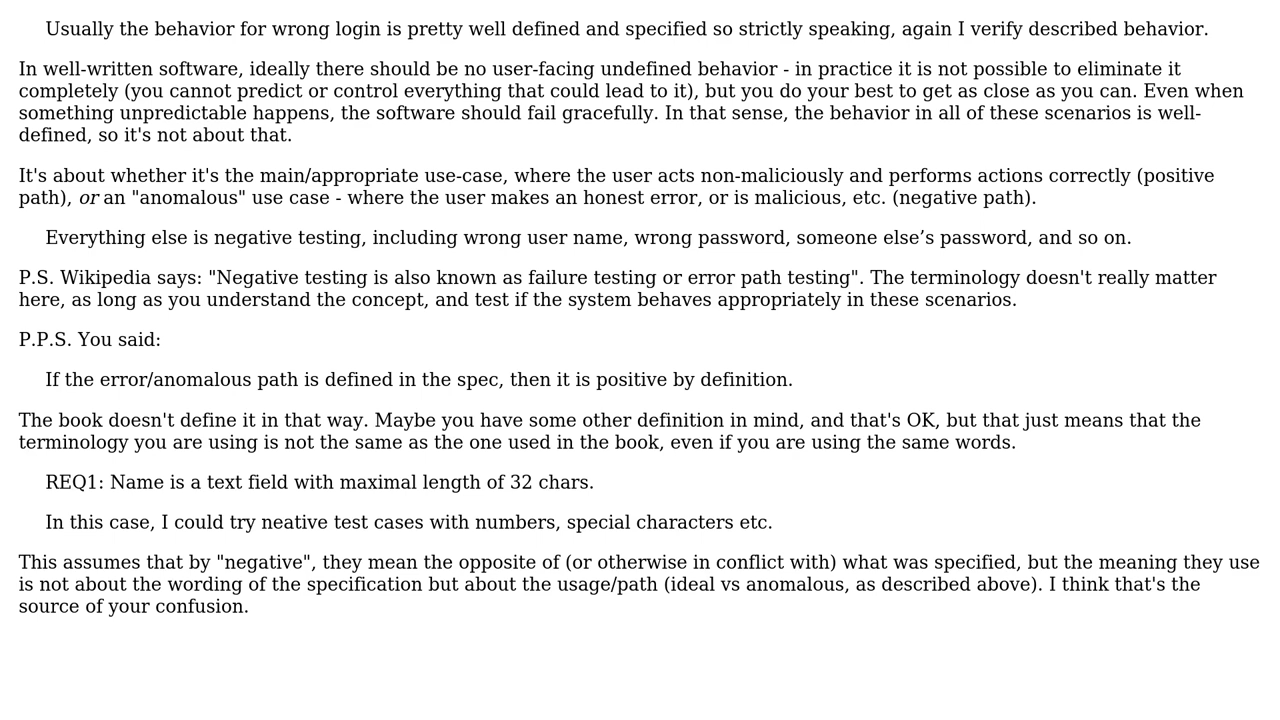 Usually the behavior for wrong login is pretty well defined and specified so strictly speaking, again I verify described behavior.
In well-written software, ideally there should be no user-facing undefined behavior - in practice it is not possible to eliminate it
completely (you cannot predict or control everything that could lead to it), but you do your best to get as close as you can. Even when
something unpredictable happens, the software should fail gracefully. In that sense, the behavior in all of these scenarios is well-
defined, so it's not about that.
It's about whether it's the main/appropriate use-case, where the user acts non-maliciously and performs actions correctly (positive
path), or an "anomalous" use case - where the user makes an honest error, or is malicious, etc. (negative path).
Everything else is negative testing, including wrong user name, wrong password, someone else’s password, and so on.
P.S. Wikipedia says: "Negative testing is also known as failure testing or error path testing". The terminology doesn't really matter
here, as long as you understand the concept, and test if the system behaves appropriately in these scenarios.
P.P.S. You said:
If the error/anomalous path is defined in the spec, then it is positive by definition.
The book doesn't define it in that way. Maybe you have some other definition in mind, and that's OK, but that just means that the
terminology you are using is not the same as the one used in the book, even if you are using the same words.
REQ1: Name is a text field with maximal length of 32 chars.
In this case, I could try neative test cases with numbers, special characters etc.
This assumes that by "negative", they mean the opposite of (or otherwise in conflict with) what was specified, but the meaning they use
is not about the wording of the specification but about the usage/path (ideal vs anomalous, as described above). I think that's the
source of your confusion.